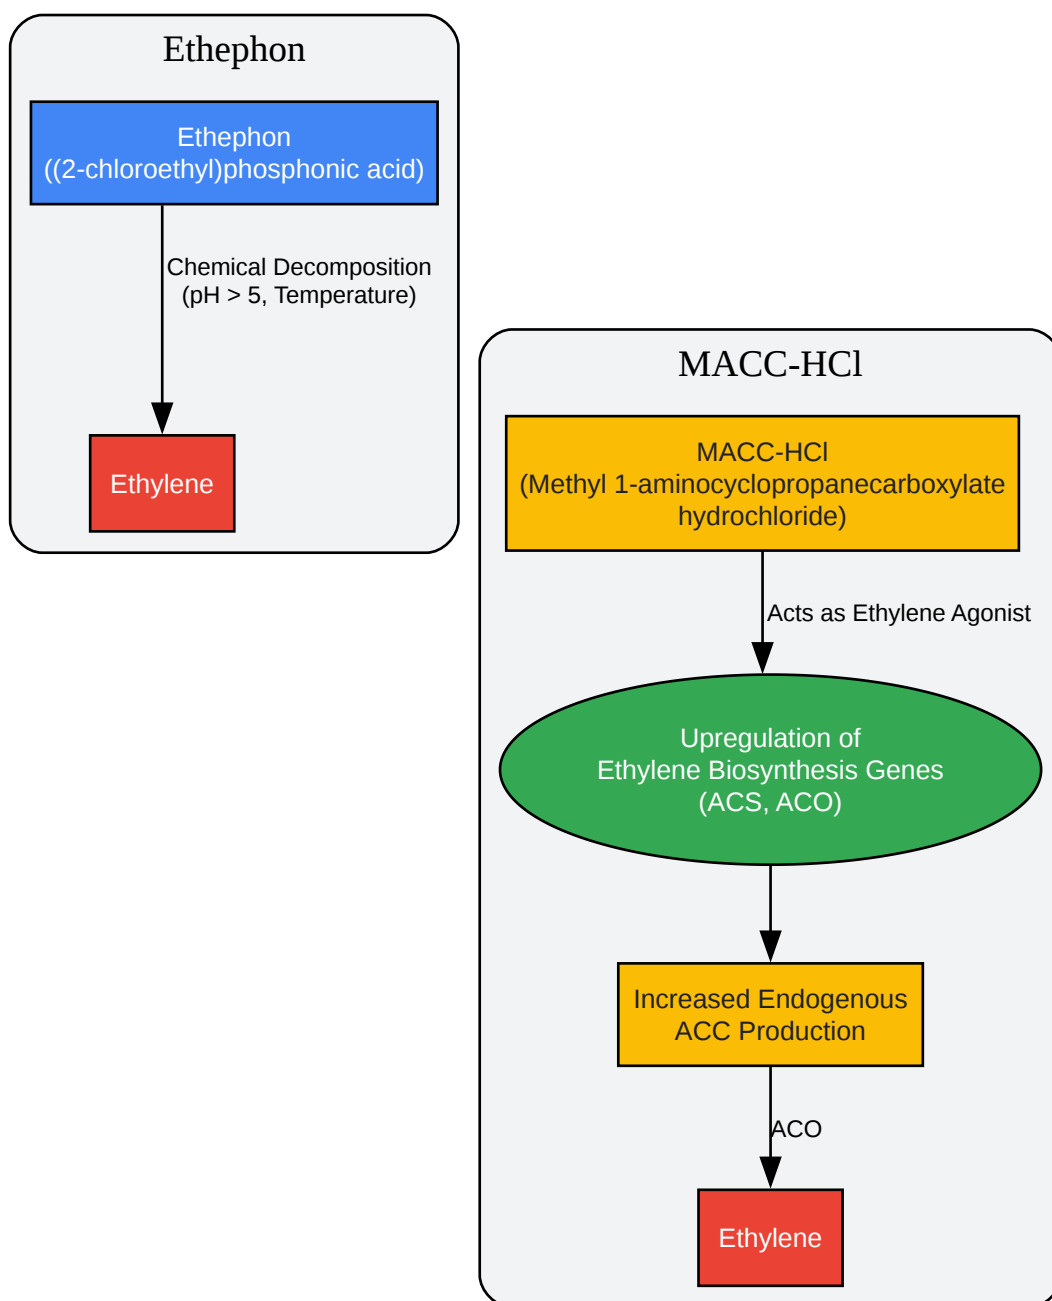 Ethephon
Ethephon
((2-chloroethyl)phosphonic acid)
Chemical Decomposition
(pH > 5, Temperature)
Ethylene
MACC-HCl
MACC-HCl
(Methyl 1-aminocyclopropanecarboxylate
hydrochloride)
Acts as Ethylene Agonist
Upregulation of
Ethylene Biosynthesis Genes
(ACS, ACO)
Increased Endogenous
ACC Production
ACO
Ethylene